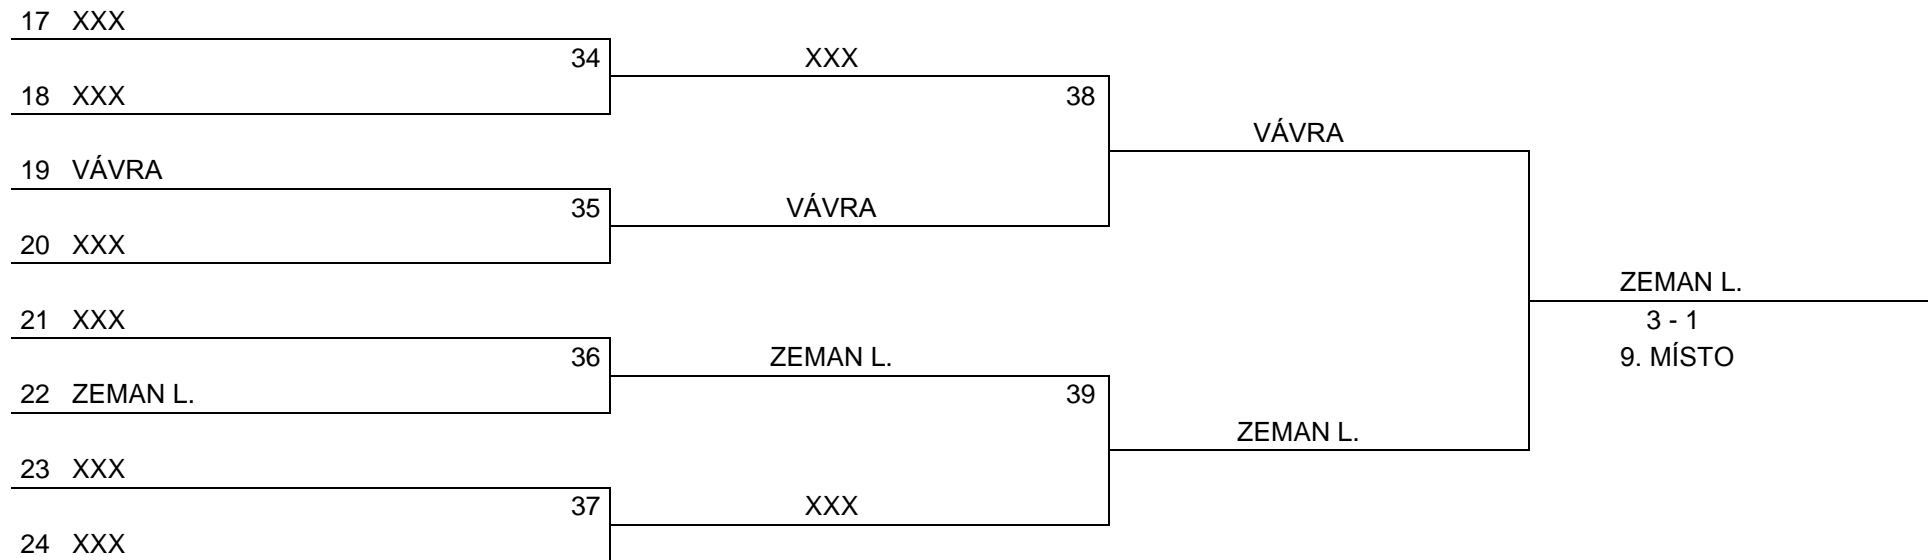 17 XXX
34 XXX
18 XXX
38
VÁVRA
19 VÁVRA
35 VÁVRA
20 XXX
ZEMAN L.
21 XXX
3 - 1
36 ZEMAN L.
9. MÍSTO
22 ZEMAN L.
39
ZEMAN L.
23 XXX
37 XXX
24 XXX